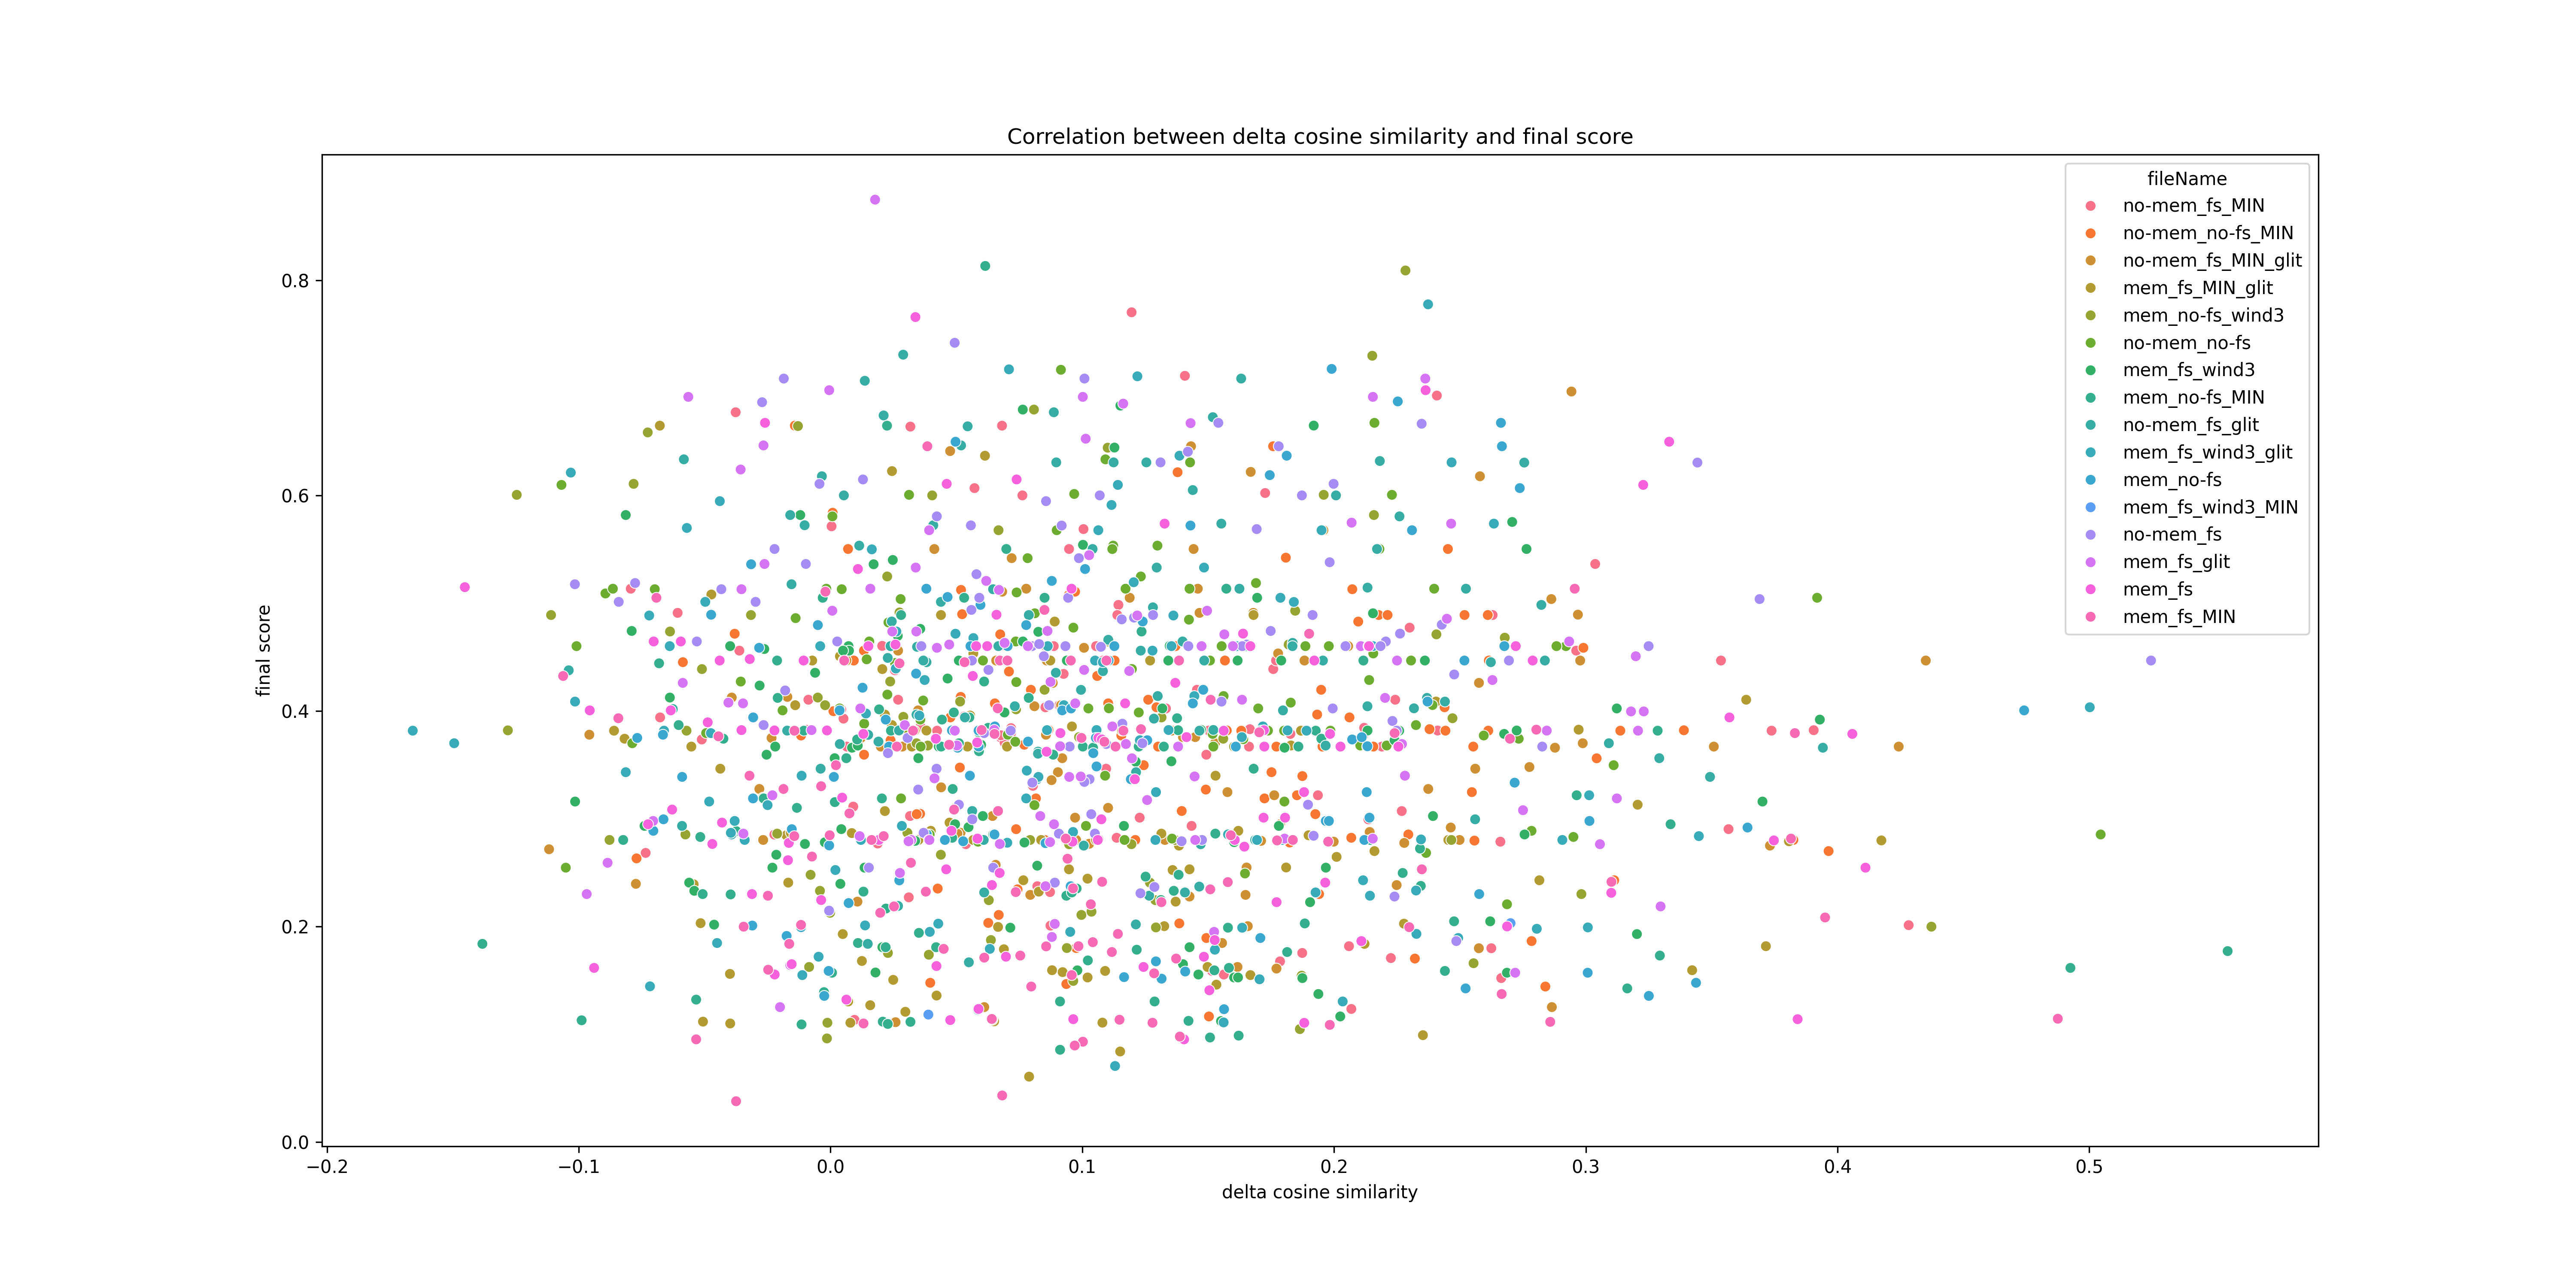 Correlation between delta cosine similarity and final score
fileName
no-mem_fs_MIN
no-mem_no-fs_MIN
no-mem_fs_MIN_glit
mem_fs_MIN_glit
mem_no-fs_wind3
no-mem_no-fs
mem_fs_wind3
mem_no-fs_MIN
no-mem_fs_glit
mem_fs_wind3_glit
mem_no-fs
mem_fs_wind3_MIN
no-mem_fs
mem_fs_glit
mem_fs
mem_fs_MIN
final score
0.8
0.6
0.4
0.2
0.0
−0.2 −0.1 0.0 0.1 0.2 0.3 0.4 0.5
delta cosine similarity